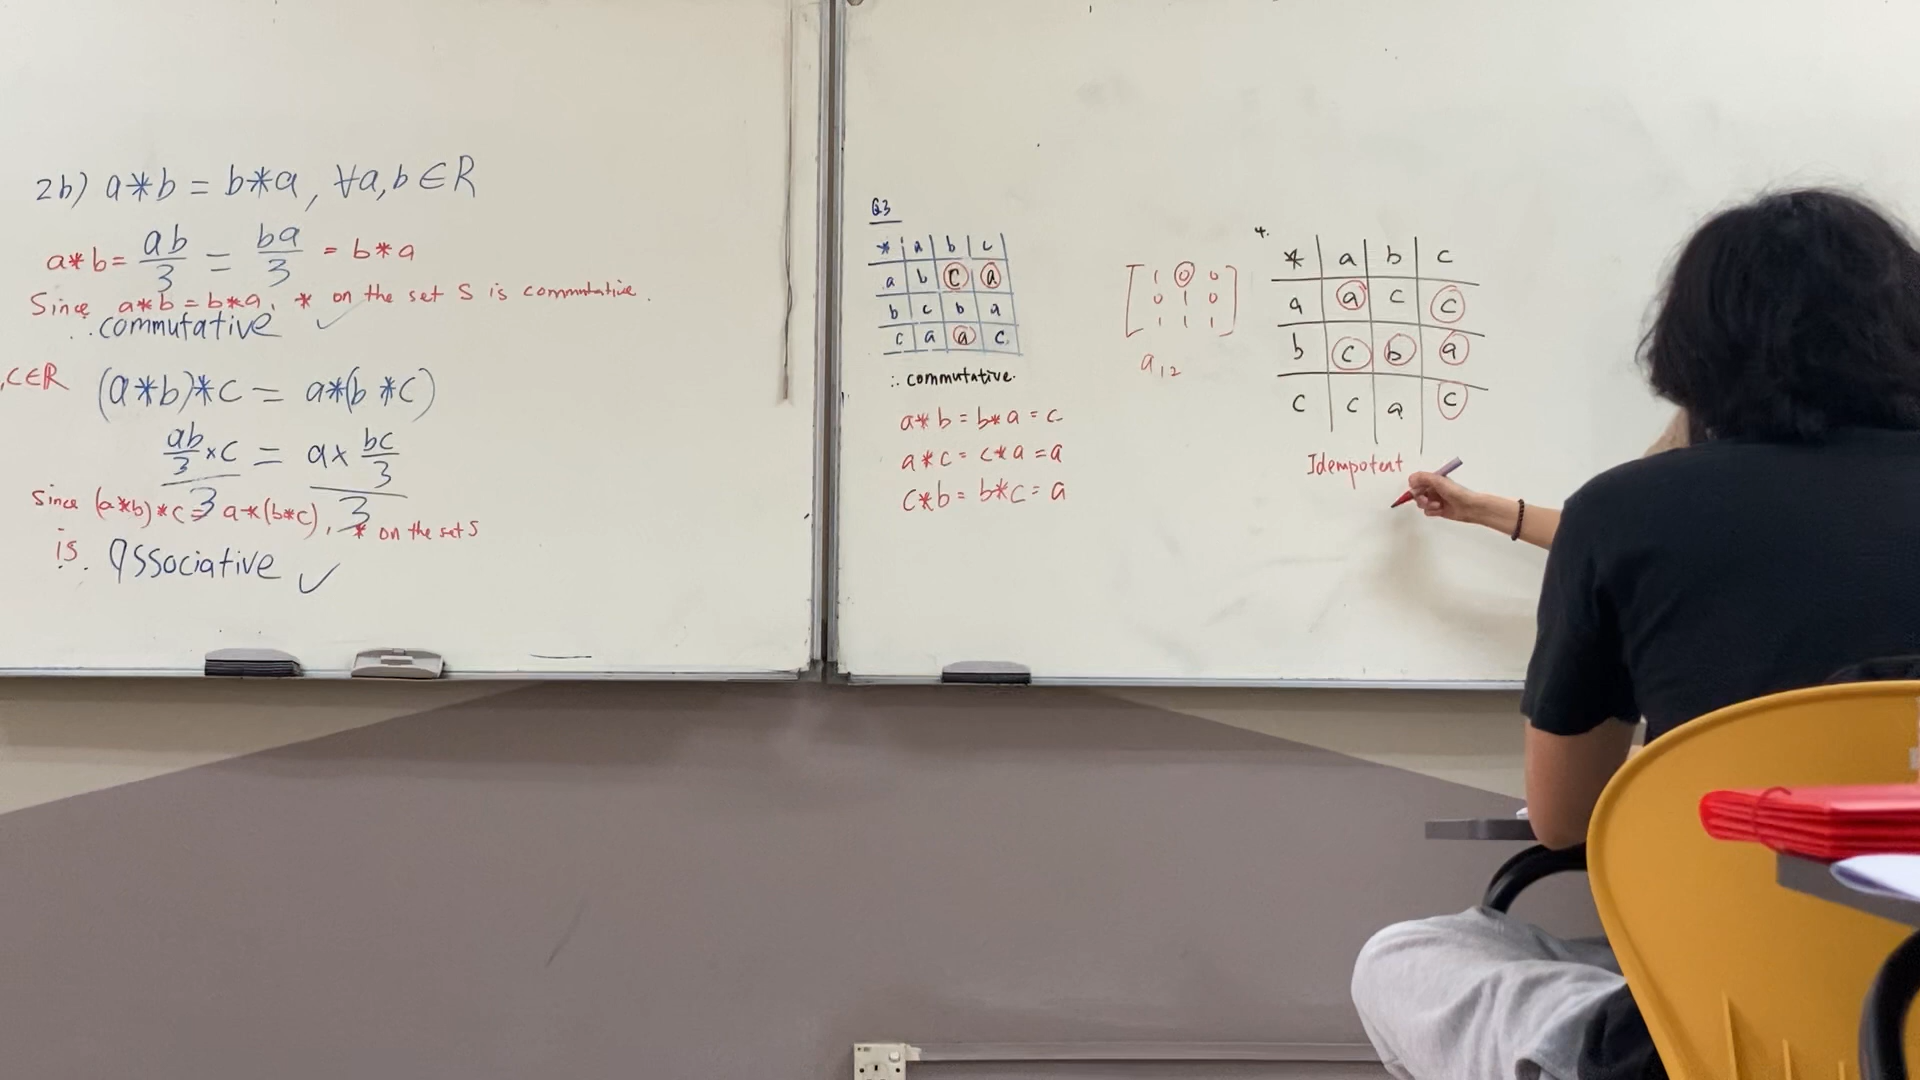 2b) a*b = b*a, ∀a,b ∈ R
a*b = ab/3 = ba/3 = b*a
Since a*b = b*a, * on the set S is commutative.
∴ commutative ✓
,c∈R (a*b)*c = a*(b*c)
(ab/3 × c)/3 = (a × bc/3)/3
Since (a*b)*c = a*(b*c), * on the set S
is. associative ✓
Q3
* a b c
a b c a
b c b a
c a a c
∴ commutative.
a*b = b*a = c
a*c = c*a = a
c*b = b*c = a
[1 0 0
0 1 0
1 1 1]
a₁₂
4.
* a b c
a a c c
b c b a
c c a c
Idempotent